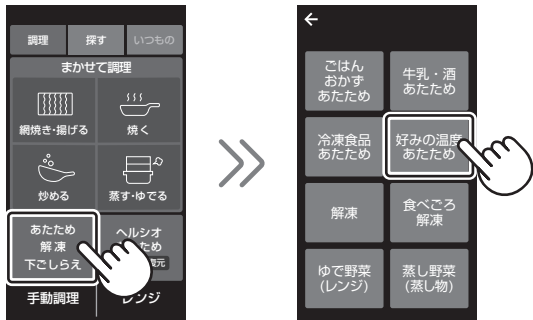 調理 探す いつもの
まかせて調理
網焼き・揚げる 焼く
炒める 蒸す・ゆでる
あたため
解凍
下ごしらえ
ヘルシオ
ため
手動調理 レンジ
ごはん
おかず
あたため
牛乳・酒
あたため
冷凍食品
あたため
好みの温度
あたため
解凍
食べごろ
解凍
ゆで野菜
(レンジ)
蒸し野菜
(蒸し物)